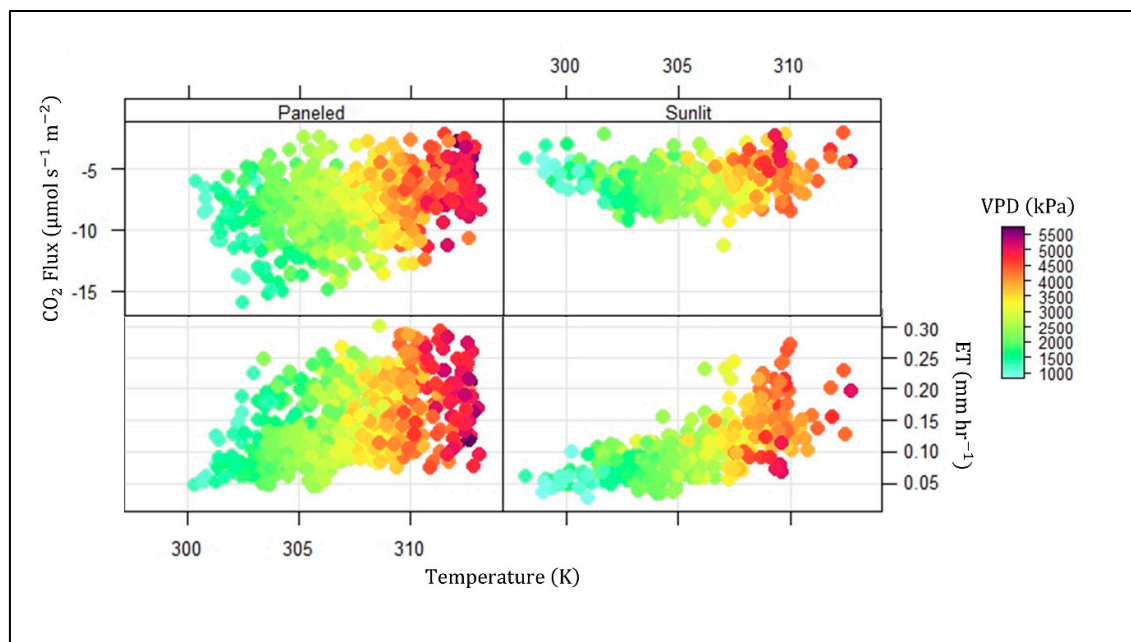 300 305 310
Paneled Sunlit
CO₂ Flux (μmol s⁻¹ m⁻²)
-5
-10
-15
VPD (kPa)
5500
5000
4500
4000
3500
3000
2500
2000
1500
1000
0.30
0.25
0.20
0.15
0.10
0.05
ET (mm hr⁻¹)
300 305 310
Temperature (K)